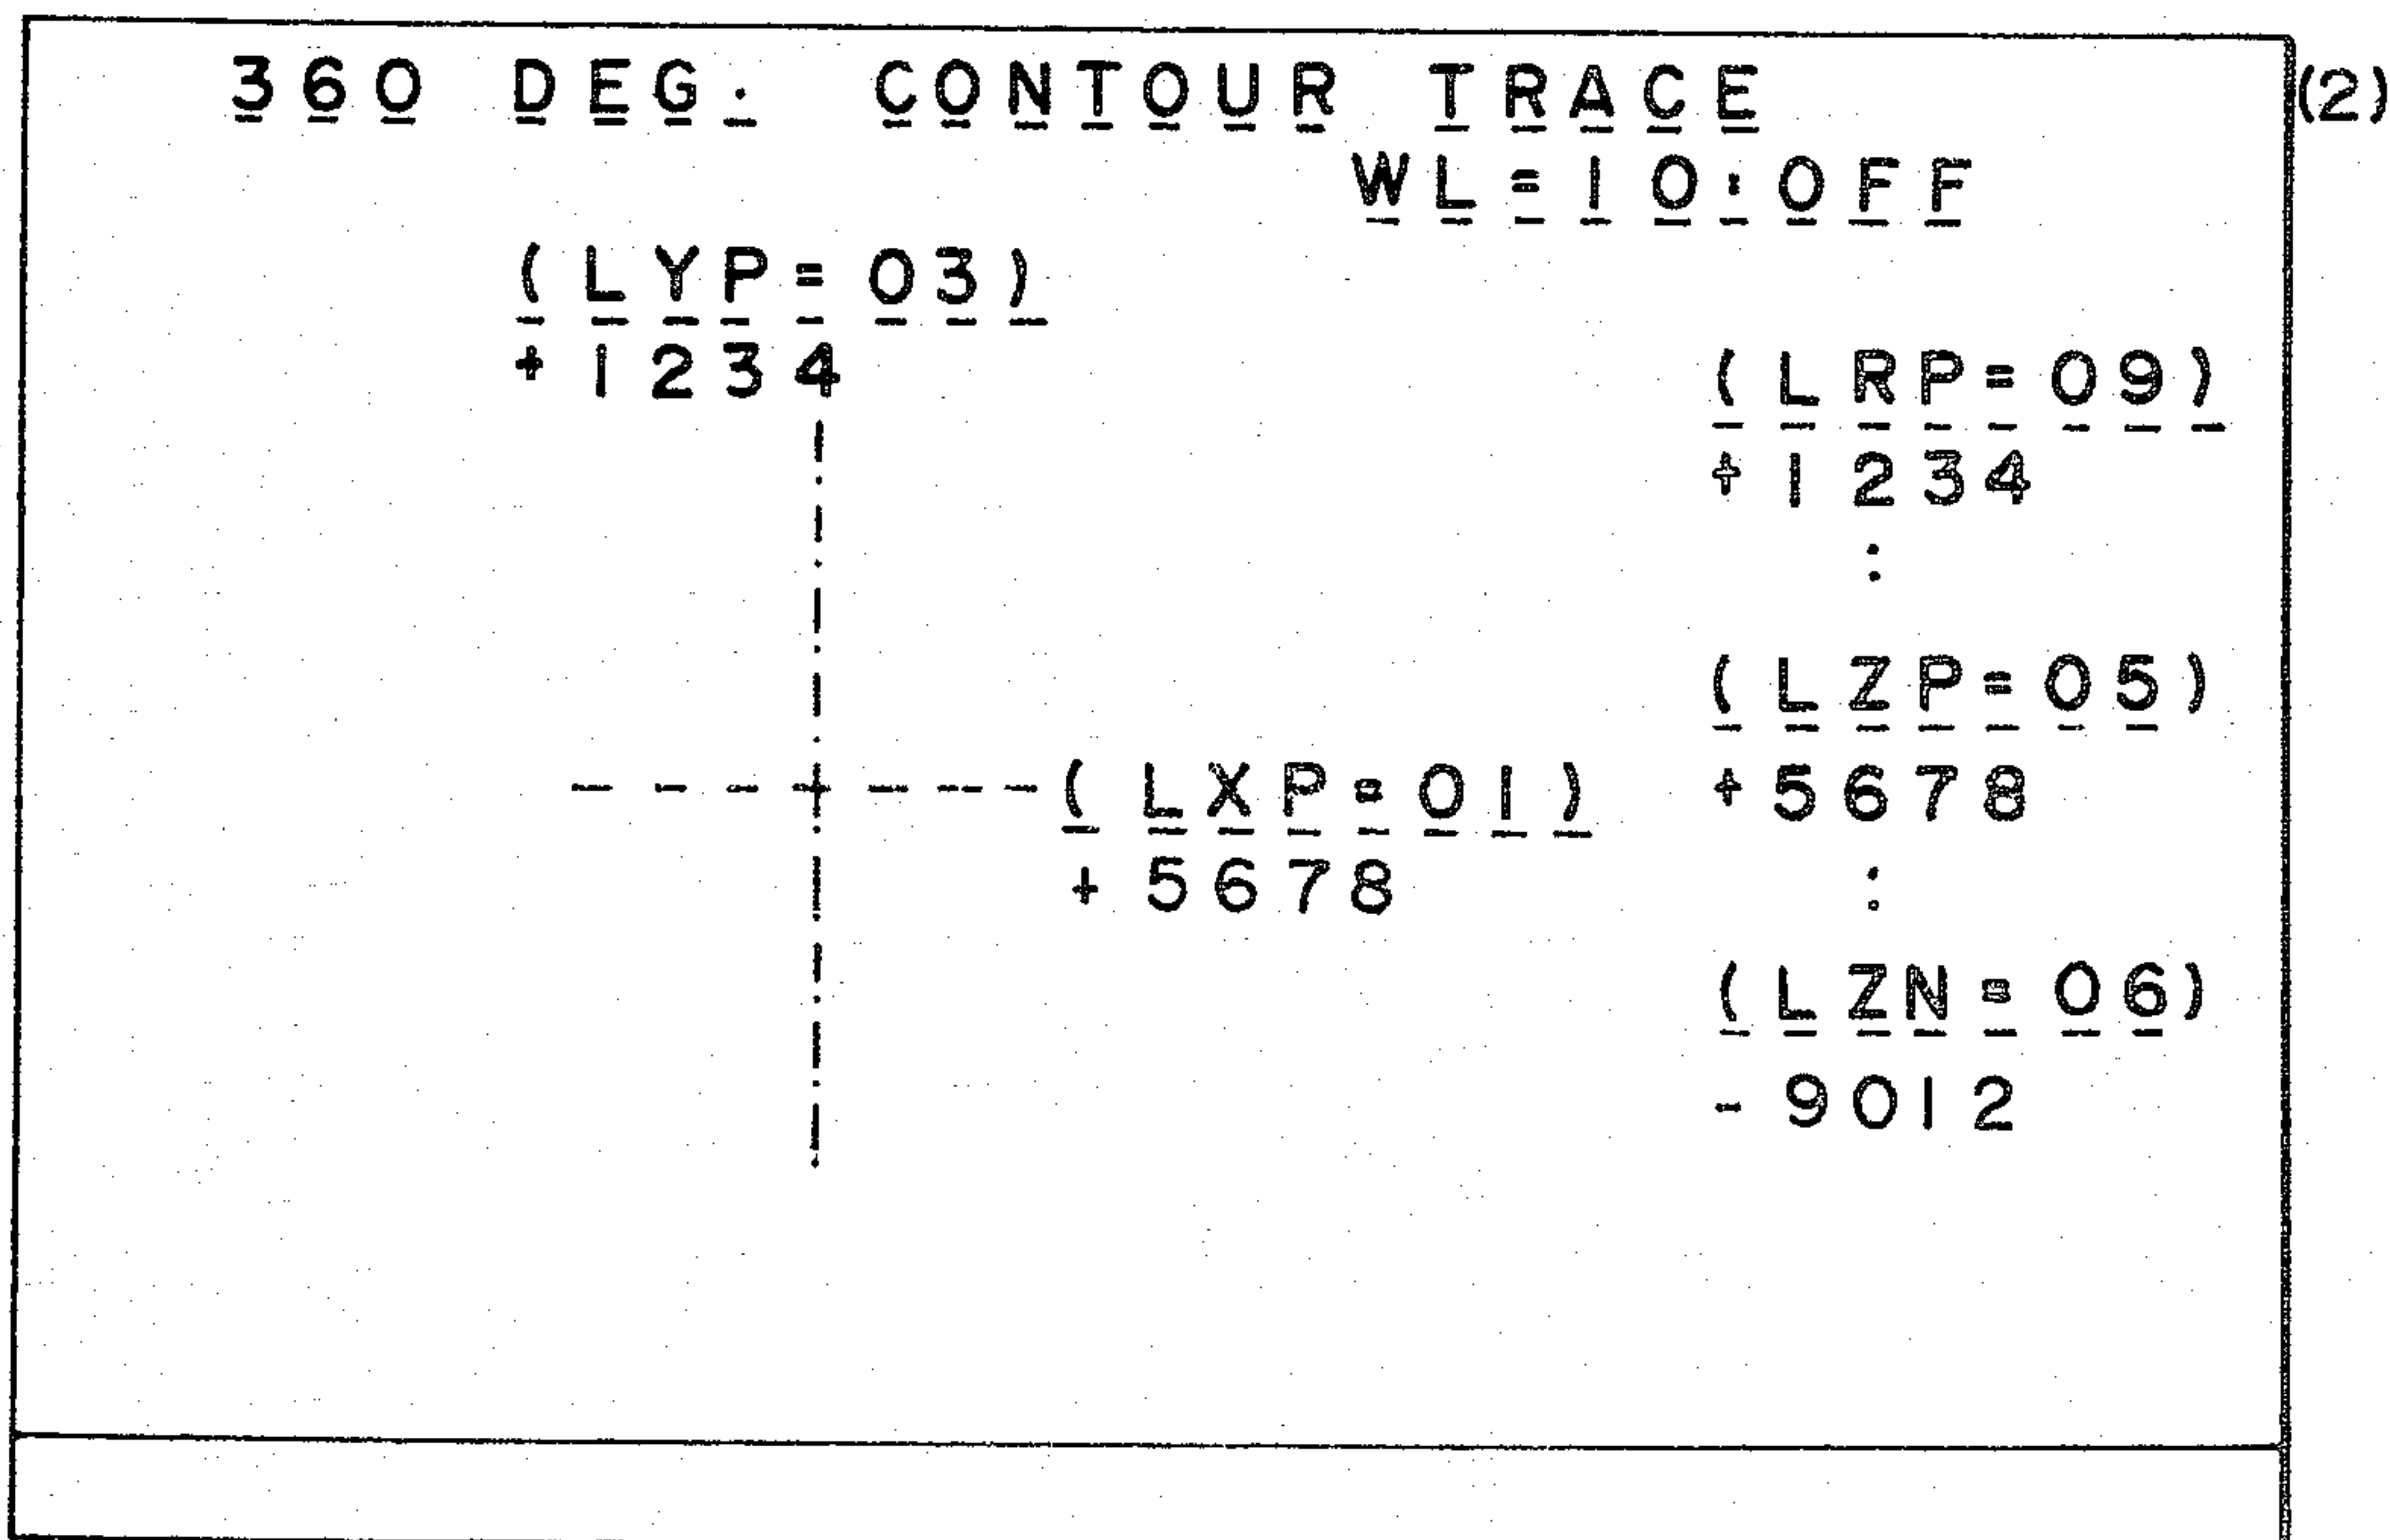 360 DEG. CONTOUR TRACE (2)
WL=10:OFF
(LYP=03)
+1234
(LRP=09)
+1234
:
(LZP=05)
(LXP=01) +5678
+5678 :
(LZN=06)
-9012